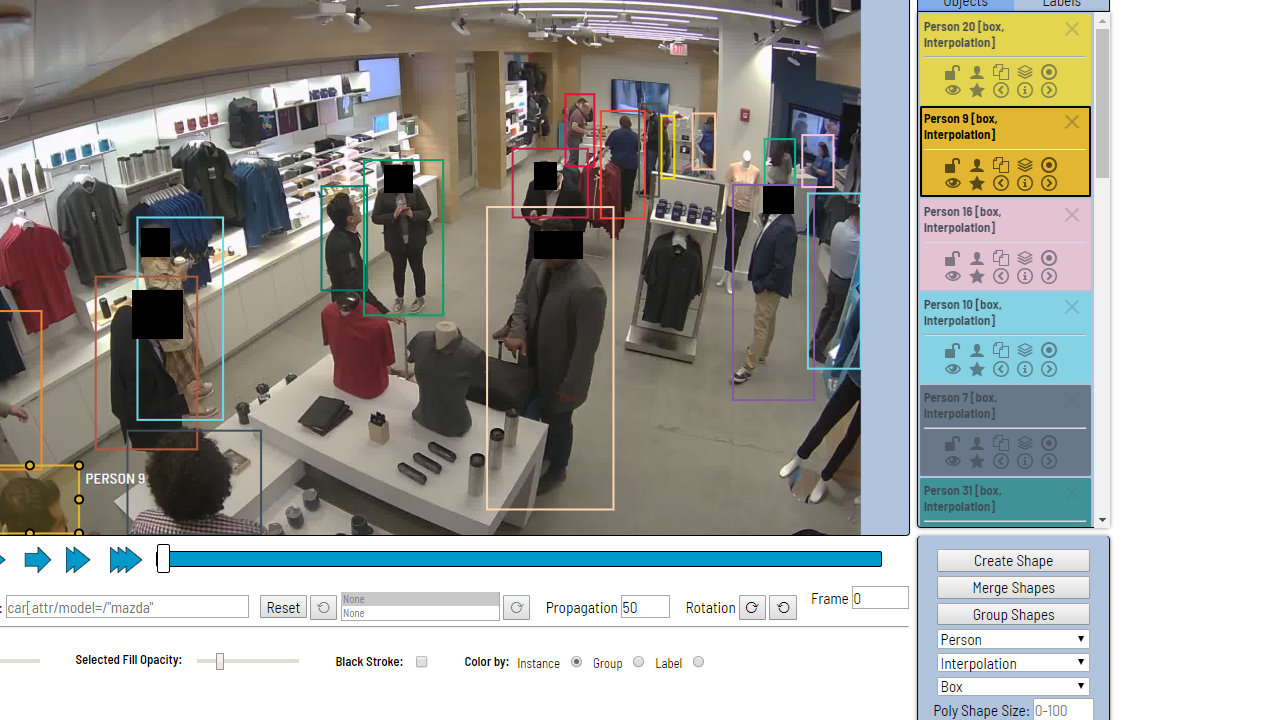 Objects Labels
Person 20 [box,
Interpolation]
Person 9 [box,
Interpolation]
Person 16 [box,
Interpolation]
Person 10 [box,
Interpolation]
Person 7 [box,
Interpolation]
Person 31 [box,
Interpolation]
PERSON 9
: car[attr/model=/"mazda"
Reset
None
None
Propagation 50
Rotation
Frame 0
Selected Fill Opacity:
Black Stroke:
Color by: Instance Group Label
Create Shape
Merge Shapes
Group Shapes
Person
Interpolation
Box
Poly Shape Size: 0-100